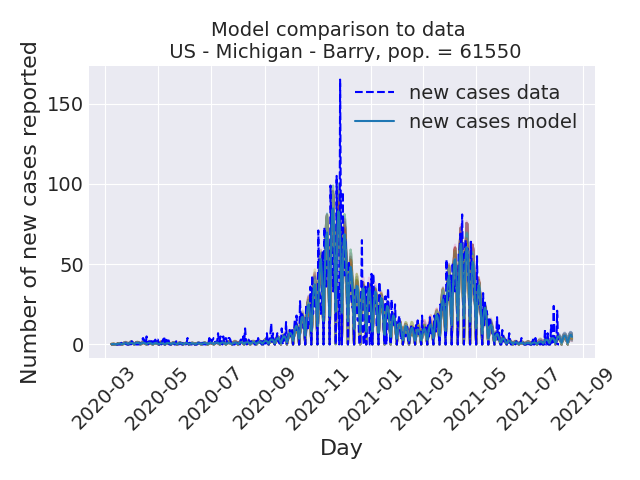 Model comparison to data
US - Michigan - Barry, pop. = 61550
Number of new cases reported
150
100
50
0
new cases data
new cases model
2020-03
2020-05
2020-07
2020-09
2020-11
2021-01
2021-03
2021-05
2021-07
2021-09
Day